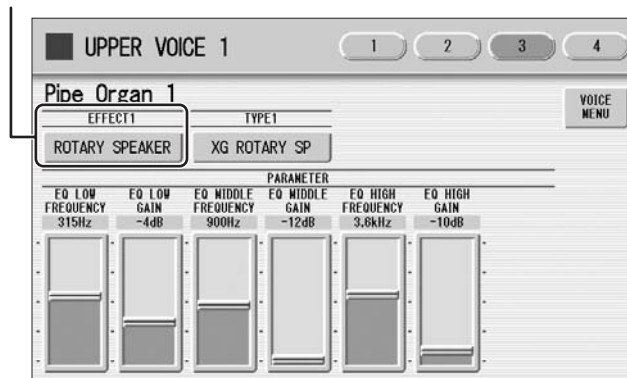 UPPER VOICE 1
1 2 3 4
Pipe Organ 1
VOICE MENU
EFFECT1 TYPE1
ROTARY SPEAKER XG ROTARY SP
PARAMETER
EQ LOW FREQUENCY EQ LOW GAIN EQ MIDDLE FREQUENCY EQ MIDDLE GAIN EQ HIGH FREQUENCY EQ HIGH GAIN
315Hz -4dB 900Hz -12dB 3.6kHz -10dB